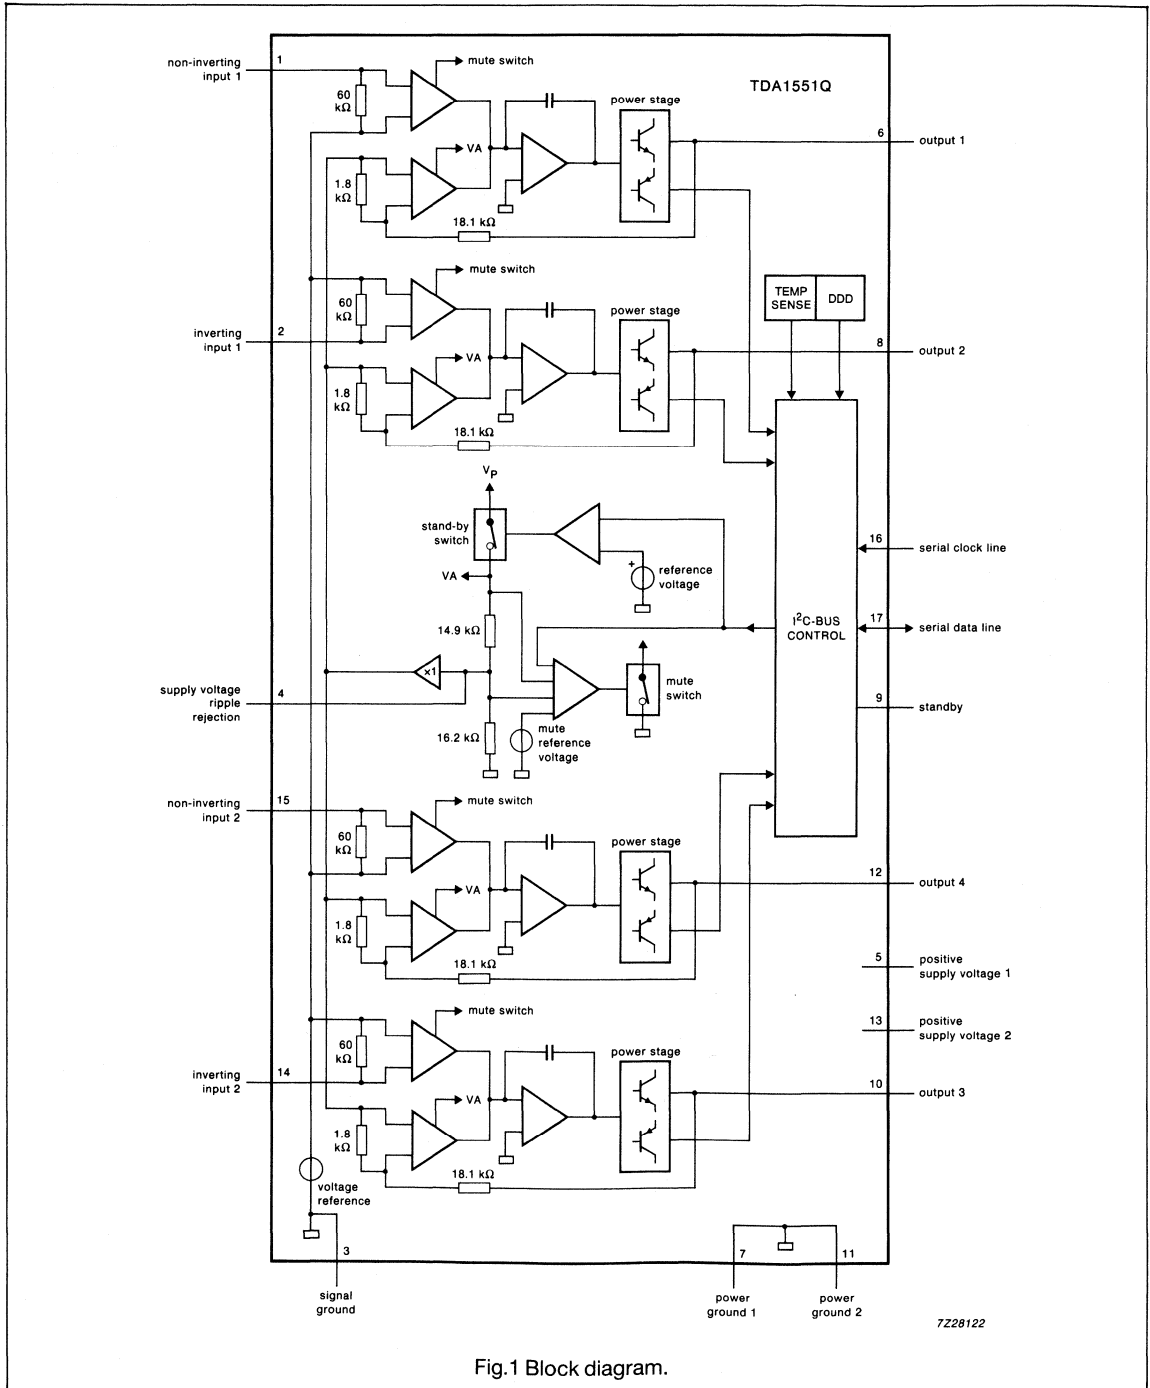 non-inverting
input 1
1
60
kΩ
mute switch
TDA1551Q
power stage
6
output 1
VA
1.8
kΩ
18.1 kΩ
mute switch
60
kΩ
2
inverting
input 1
power stage
TEMP
SENSE
DDD
8
output 2
VA
1.8
kΩ
18.1 kΩ
VP
stand-by
switch
VA
+
reference
voltage
16
serial clock line
I²C-BUS
CONTROL
17
serial data line
14.9 kΩ
x1
supply voltage
ripple
rejection
4
mute
switch
9
standby
16.2 kΩ
mute
reference
voltage
non-inverting
input 2
15
mute switch
60
kΩ
power stage
12
output 4
VA
1.8
kΩ
18.1 kΩ
5
positive
supply voltage 1
mute switch
13
positive
supply voltage 2
60
kΩ
inverting
input 2
14
power stage
10
output 3
VA
1.8
kΩ
18.1 kΩ
voltage
reference
3
signal
ground
7
11
power
ground 1
power
ground 2
7Z28122
Fig.1 Block diagram.